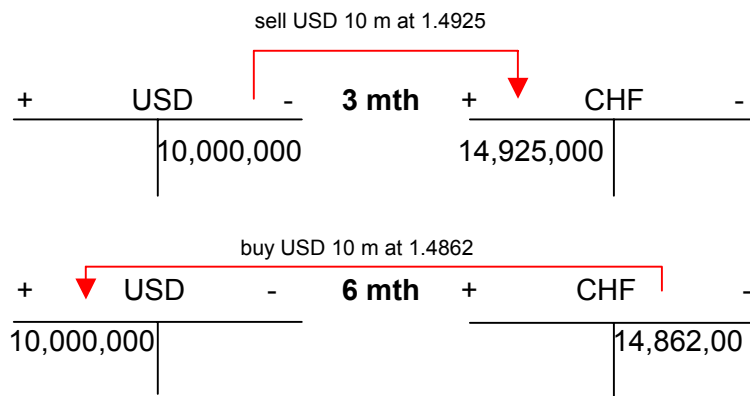 sell USD 10 m at 1.4925
+ USD - 3 mth + CHF -
10,000,000 14,925,000
buy USD 10 m at 1.4862
+ USD - 6 mth + CHF -
10,000,000 14,862,00